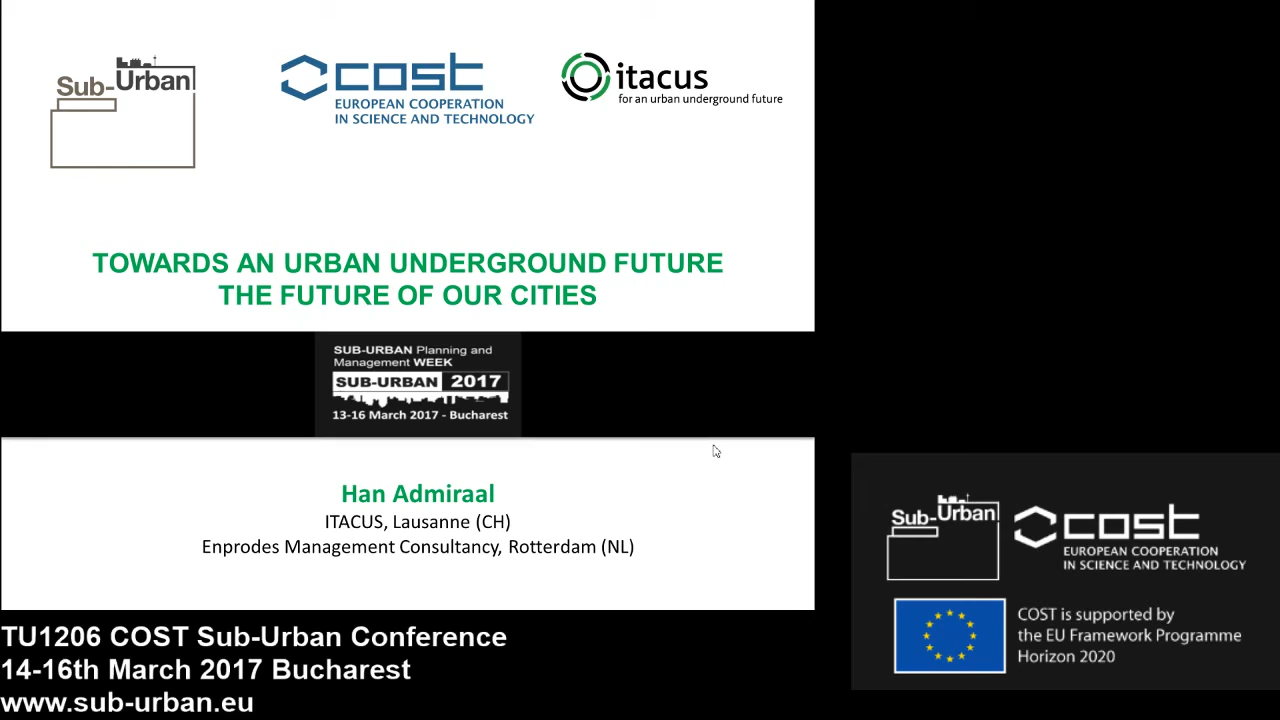 Sub-Urban
COST
EUROPEAN COOPERATION
IN SCIENCE AND TECHNOLOGY
itacus
for an urban underground future
TOWARDS AN URBAN UNDERGROUND FUTURE
THE FUTURE OF OUR CITIES
SUB-URBAN Planning and
Management WEEK
SUB-URBAN 2017
13-16 March 2017 - Bucharest
Han Admiraal
ITACUS, Lausanne (CH)
Enprodes Management Consultancy, Rotterdam (NL)
Sub-Urban
COST
EUROPEAN COOPERATION
IN SCIENCE AND TECHNOLOGY
COST is supported by
the EU Framework Programme
Horizon 2020
TU1206 COST Sub-Urban Conference
14-16th March 2017 Bucharest
www.sub-urban.eu